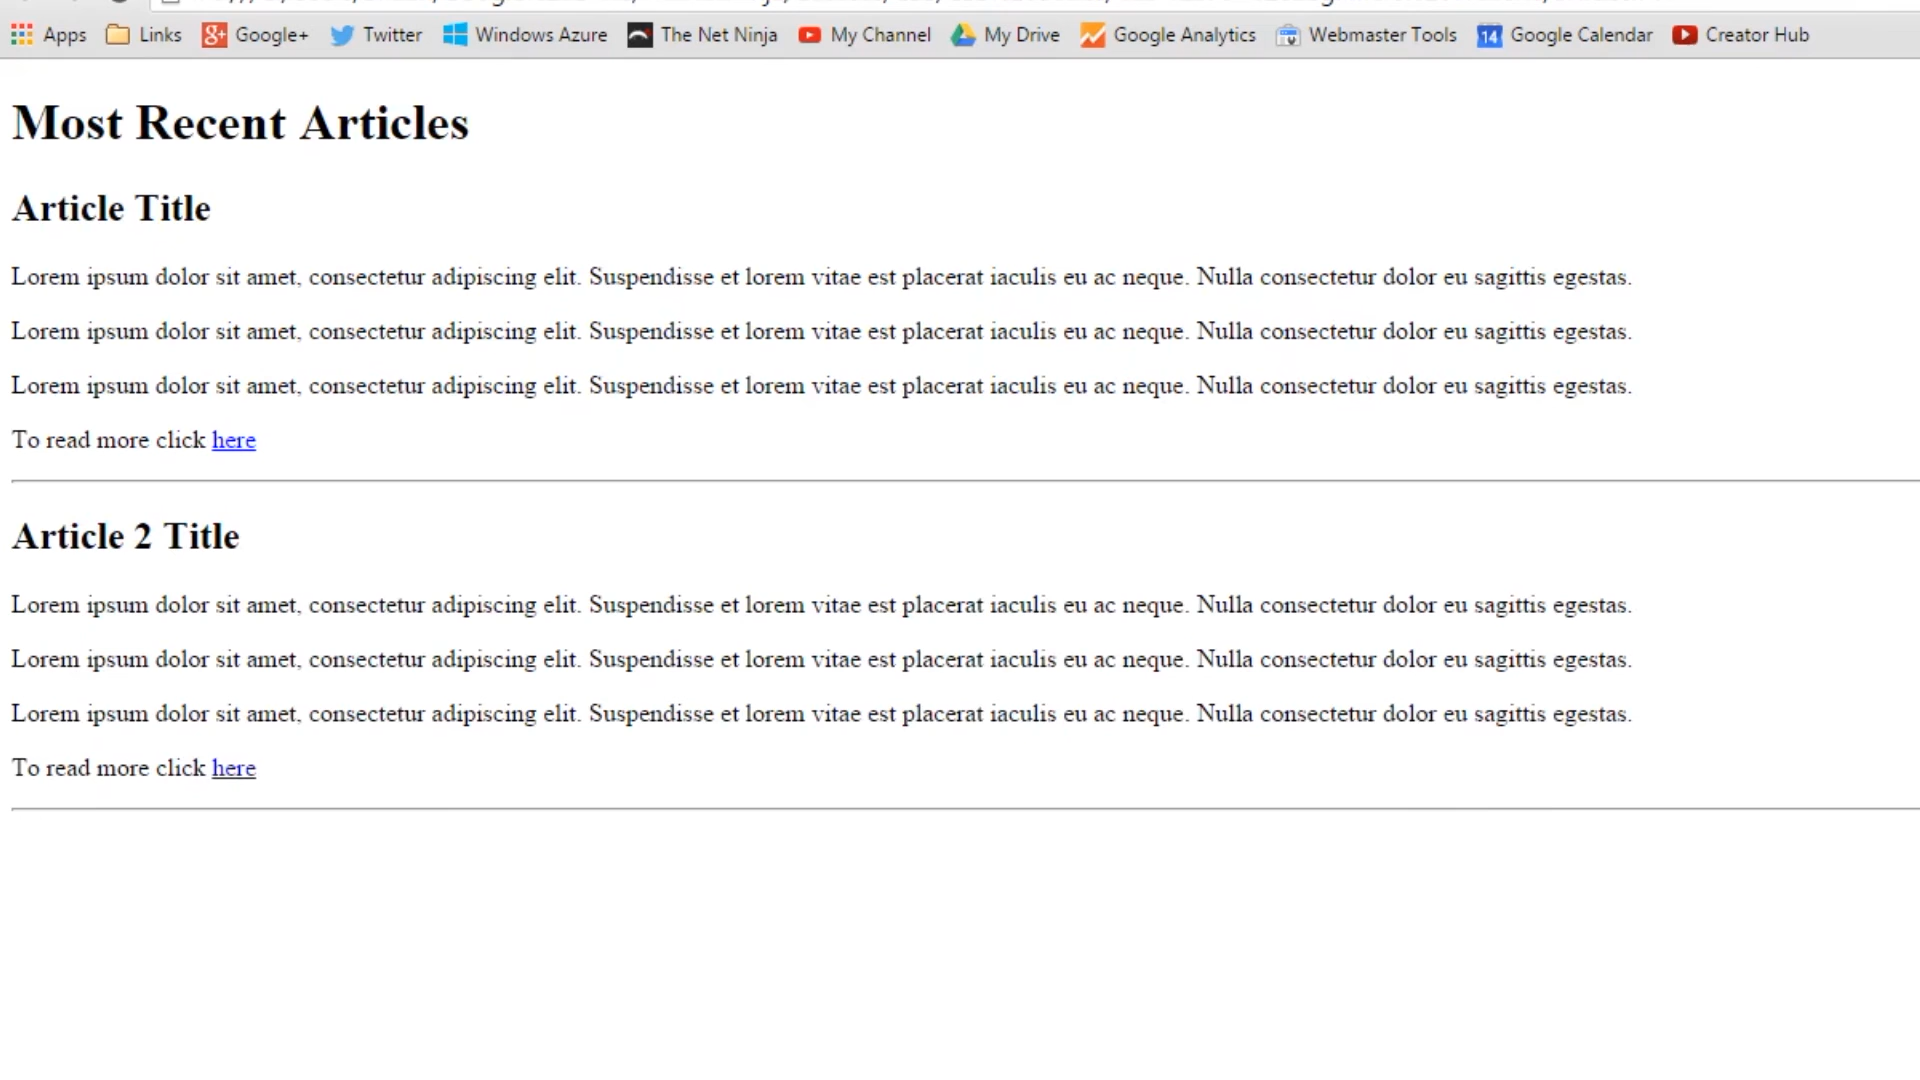 Apps Links Google+ Twitter Windows Azure The Net Ninja My Channel My Drive Google Analytics Webmaster Tools 14 Google Calendar Creator Hub
Most Recent Articles
Article Title
Lorem ipsum dolor sit amet, consectetur adipiscing elit. Suspendisse et lorem vitae est placerat iaculis eu ac neque. Nulla consectetur dolor eu sagittis egestas.
Lorem ipsum dolor sit amet, consectetur adipiscing elit. Suspendisse et lorem vitae est placerat iaculis eu ac neque. Nulla consectetur dolor eu sagittis egestas.
Lorem ipsum dolor sit amet, consectetur adipiscing elit. Suspendisse et lorem vitae est placerat iaculis eu ac neque. Nulla consectetur dolor eu sagittis egestas.
To read more click here
Article 2 Title
Lorem ipsum dolor sit amet, consectetur adipiscing elit. Suspendisse et lorem vitae est placerat iaculis eu ac neque. Nulla consectetur dolor eu sagittis egestas.
Lorem ipsum dolor sit amet, consectetur adipiscing elit. Suspendisse et lorem vitae est placerat iaculis eu ac neque. Nulla consectetur dolor eu sagittis egestas.
Lorem ipsum dolor sit amet, consectetur adipiscing elit. Suspendisse et lorem vitae est placerat iaculis eu ac neque. Nulla consectetur dolor eu sagittis egestas.
To read more click here